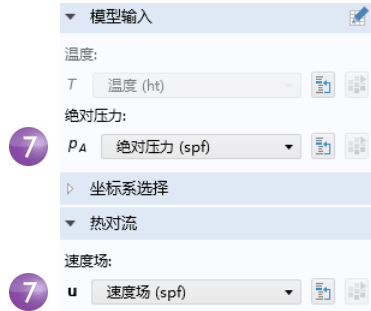 模型输入
温度:
T 温度 (ht)
绝对压力:
7 pA 绝对压力 (spf)
坐标系选择
热对流
速度场:
7 u 速度场 (spf)